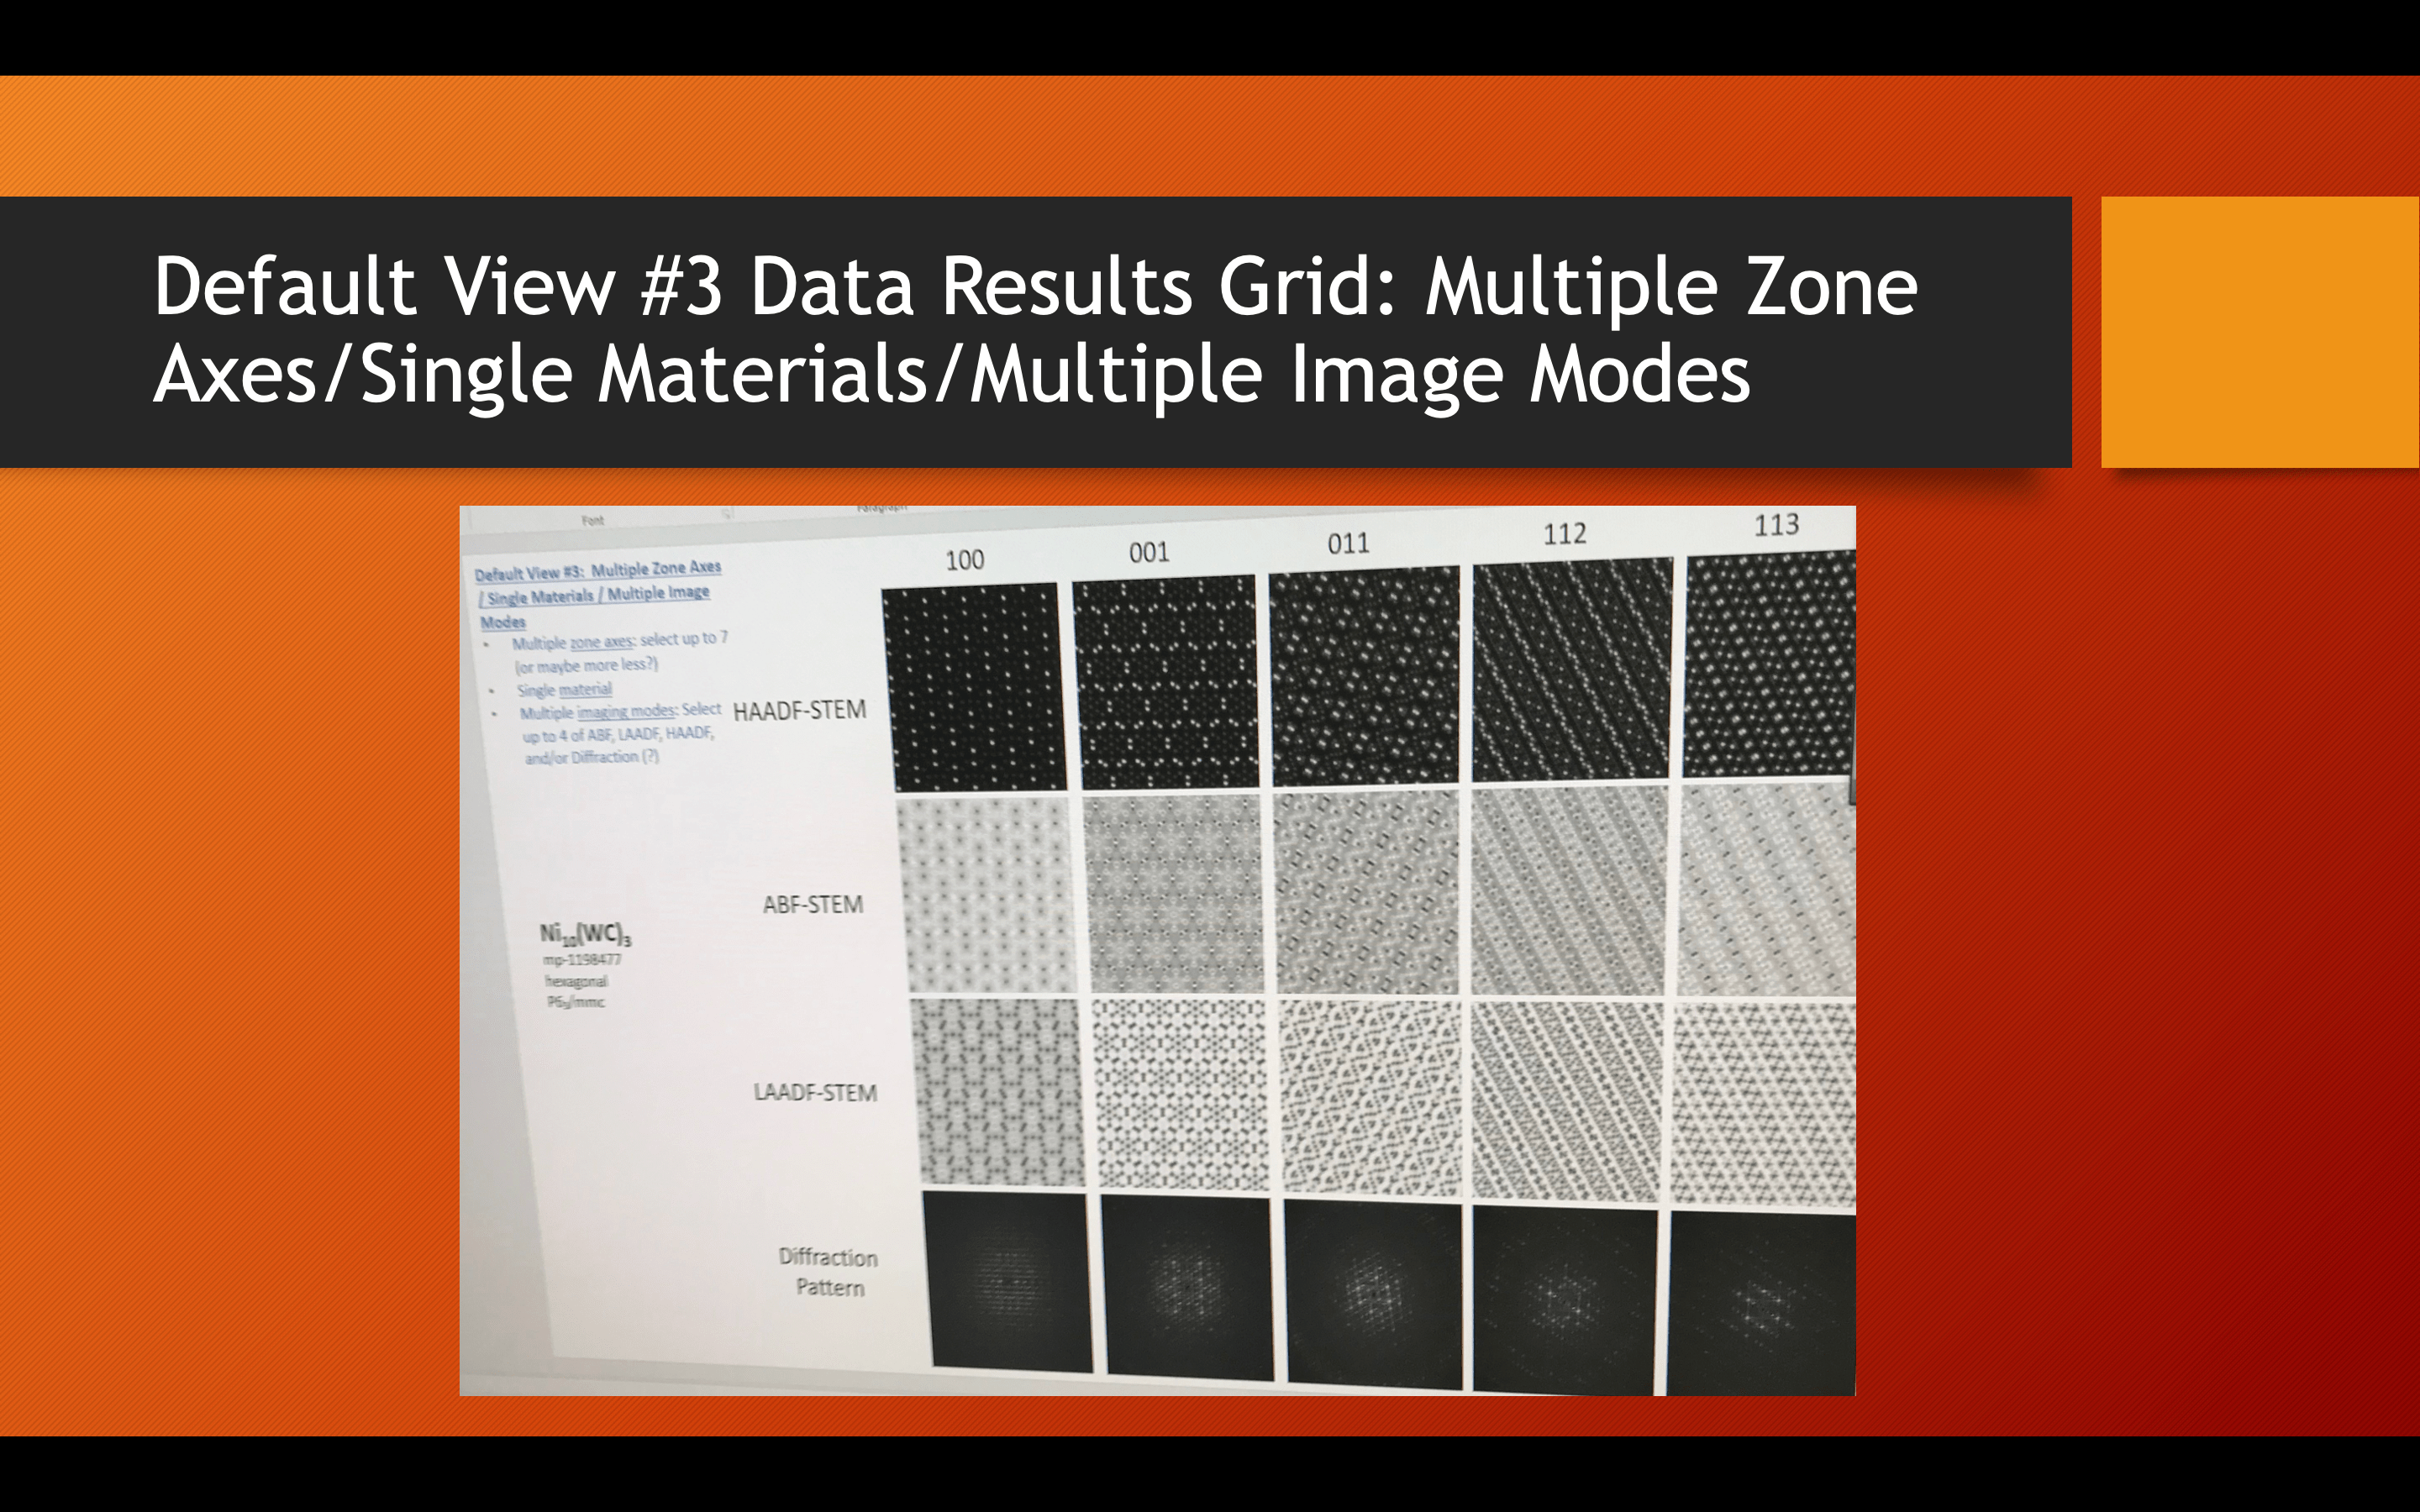 Default View #3 Data Results Grid: Multiple Zone
Axes/Single Materials/Multiple Image Modes
Font
Paragraph
100 001 011 112 113
Default View #3: Multiple Zone Axes
/ Single Materials / Multiple Image
Modes
• Multiple zone axes: select up to 7
(or maybe more less?)
• Single material
• Multiple imaging modes: Select
up to 4 of ABF, LAADF, HAADF,
and/or Diffraction (?)
HAADF-STEM
ABF-STEM
Ni₁₀(WC)₃
mp-1198477
hexagonal
P6₃/mmc
LAADF-STEM
Diffraction
Pattern